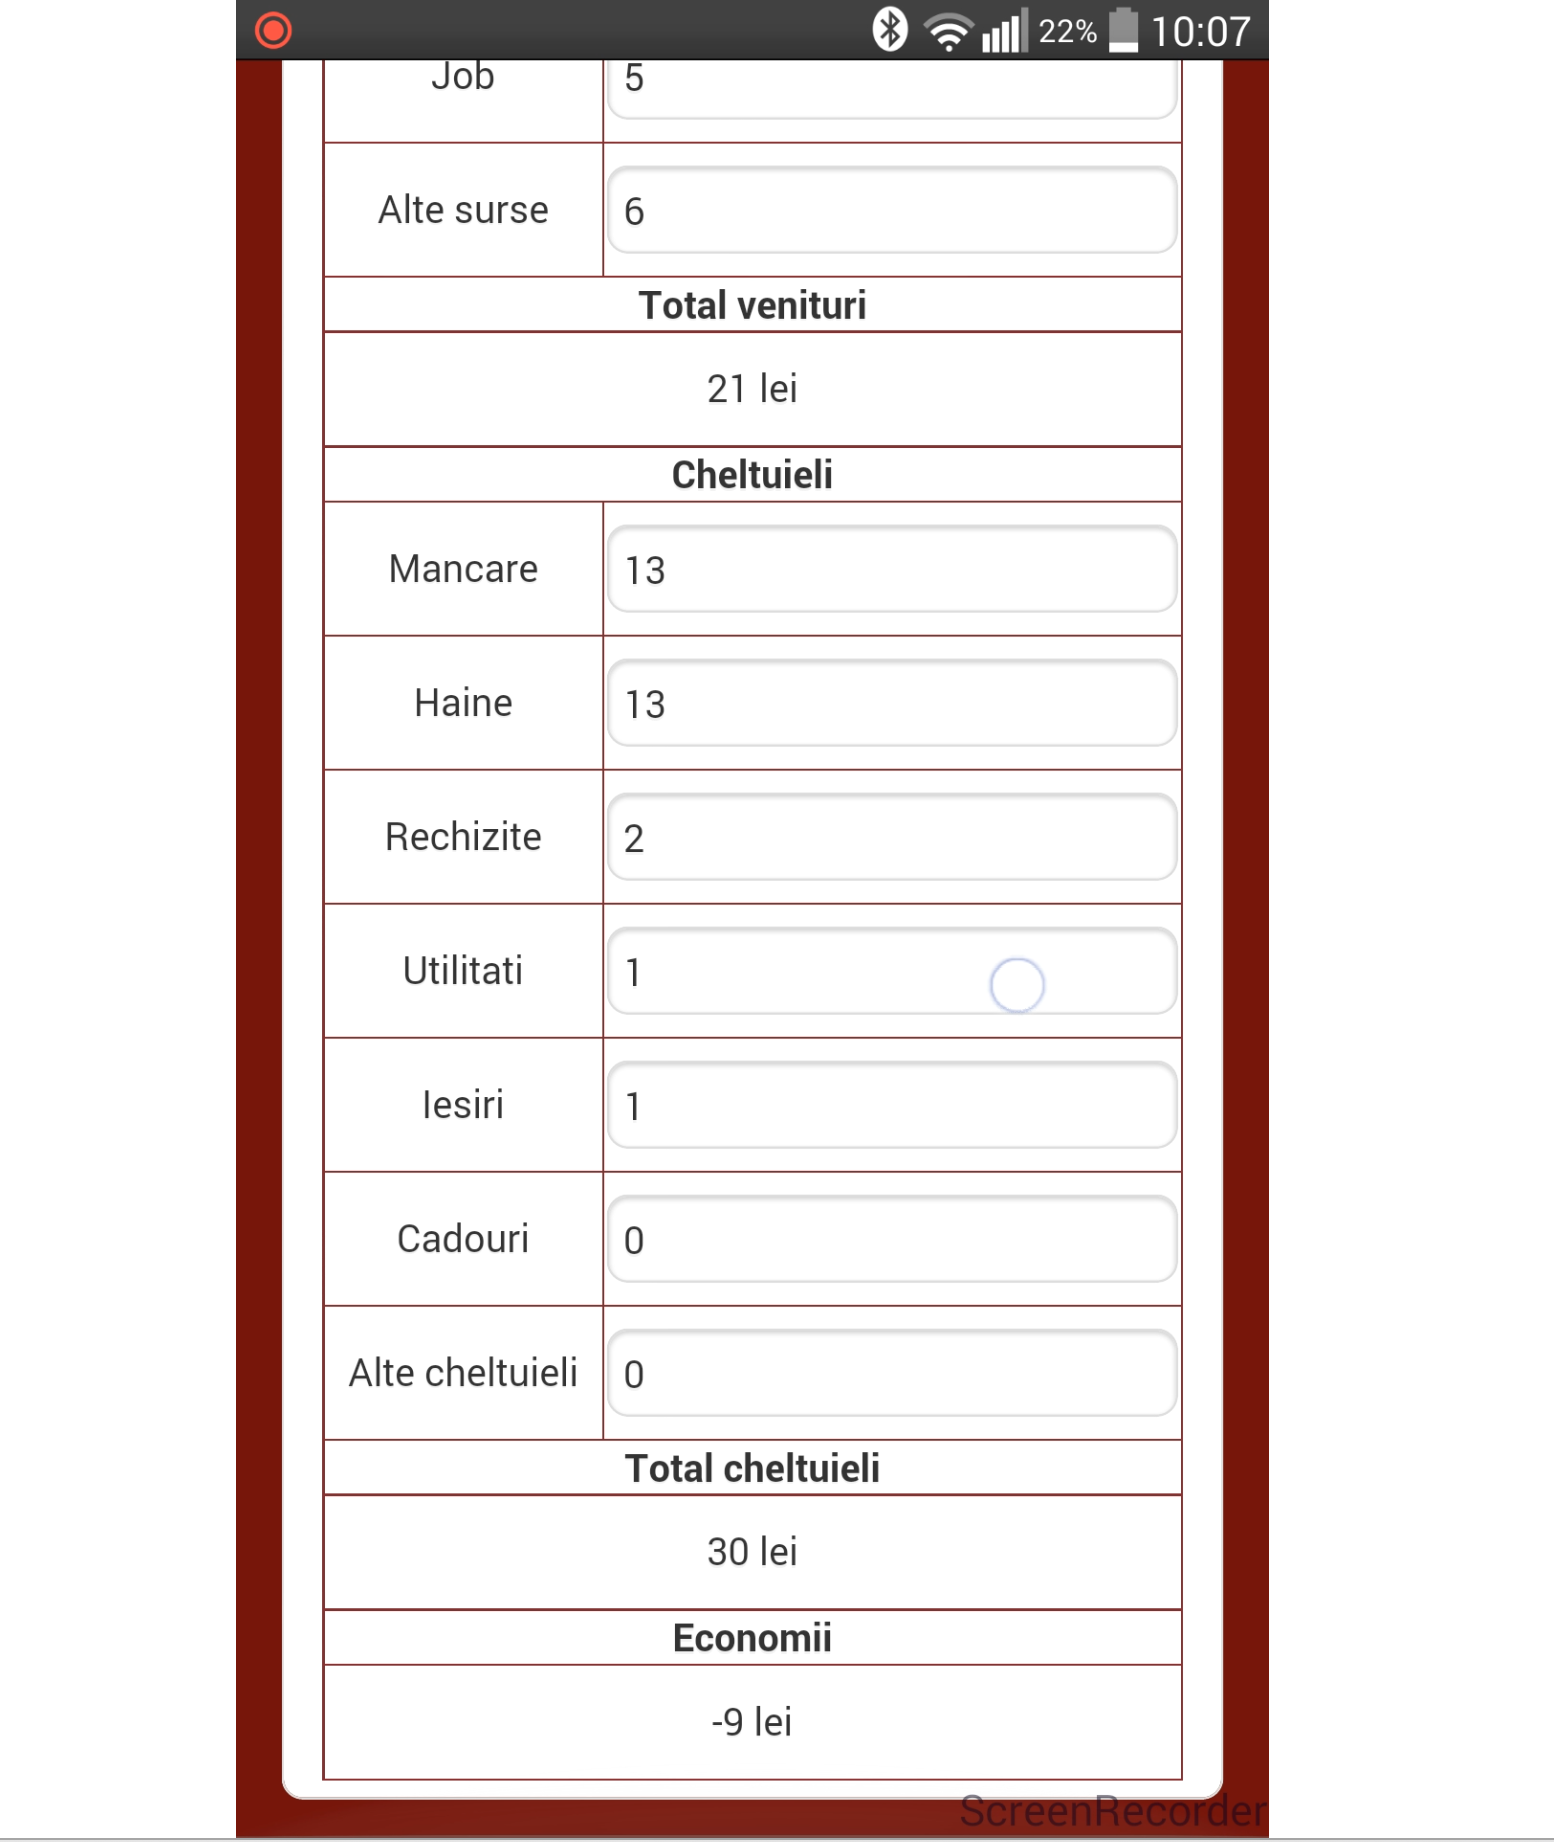 22% 10:07
Job 5
Alte surse 6
Total venituri
21 lei
Cheltuieli
Mancare 13
Haine 13
Rechizite 2
Utilitati 1
Iesiri 1
Cadouri 0
Alte cheltuieli 0
Total cheltuieli
30 lei
Economii
-9 lei
ScreenRecorder